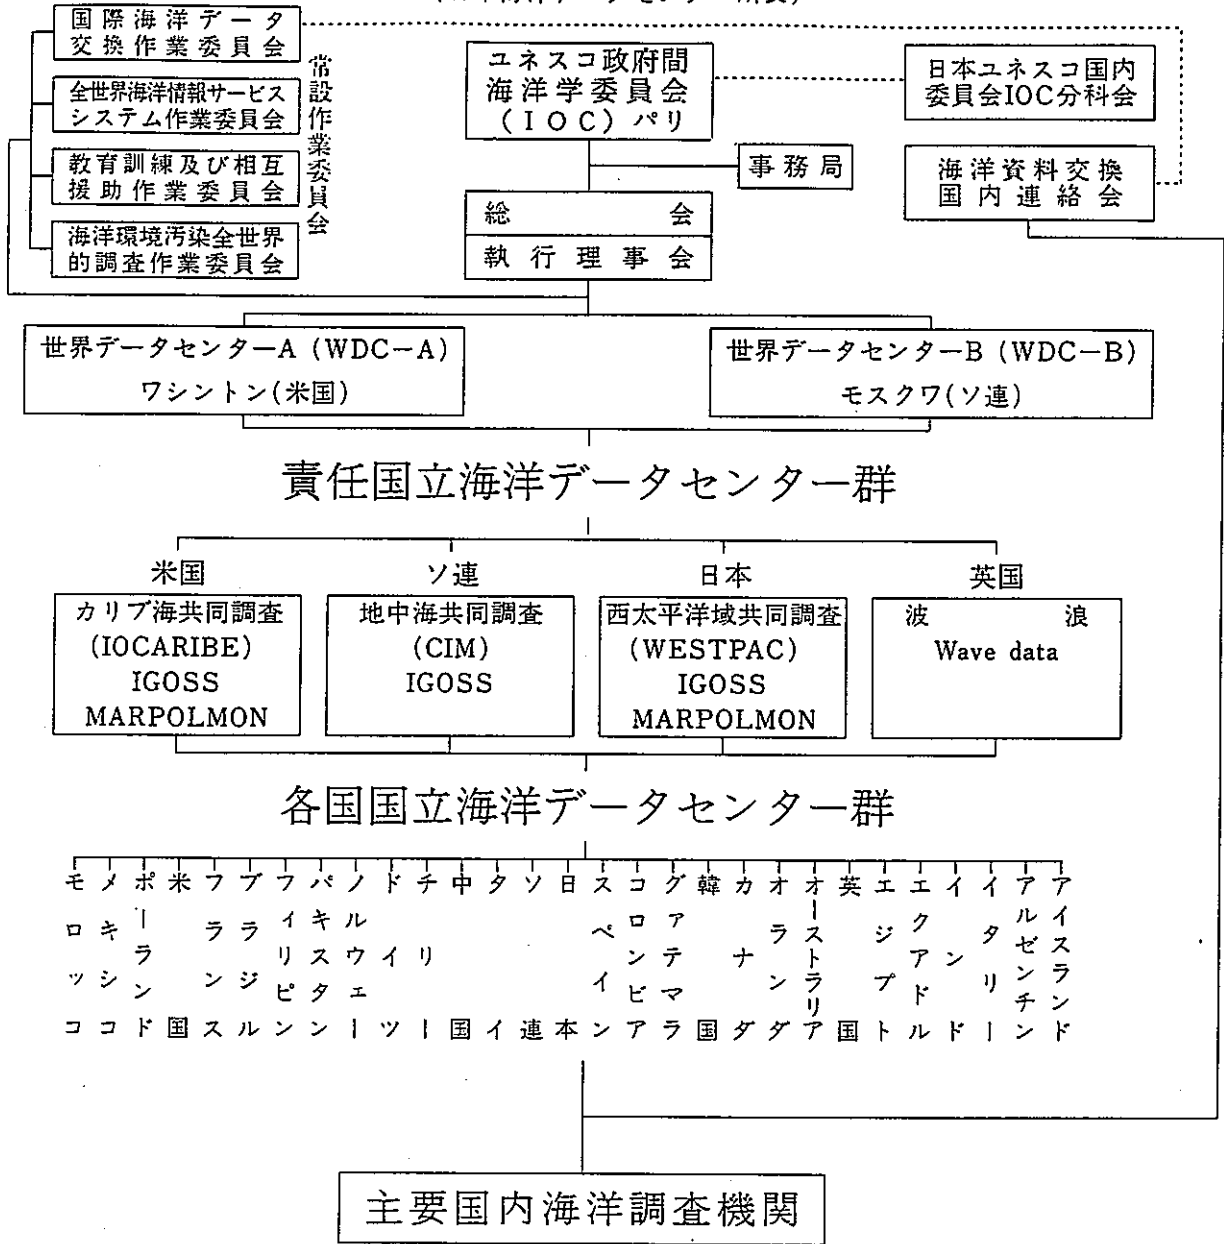 国際海洋データ
交換作業委員会
全世界海洋情報サービス
システム作業委員会
教育訓練及び相互
援助作業委員会
海洋環境汚染全世界
的調査作業委員会
常設作業委員会
ユネスコ政府間
海洋学委員会
(IOC)パリ
事務局
総会
執行理事会
日本ユネスコ国内
委員会IOC分科会
海洋資料交換
国内連絡会
世界データセンターA(WDC-A)
ワシントン(米国)
世界データセンターB(WDC-B)
モスクワ(ソ連)
責任国立海洋データセンター群
米国
カリブ海共同調査
(IOCARIBE)
IGOSS
MARPOLMON
ソ連
地中海共同調査
(CIM)
IGOSS
日本
西太平洋域共同調査
(WESTPAC)
IGOSS
MARPOLMON
英国
波浪
Wave data
各国国立海洋データセンター群
モロッコ
メキシコ
ポーランド
米国
フランス
ブラジル
フィリピン
パキスタン
ノルウェー
ドイツ
チリー
中国
タイ
ソ連
日本
スペイン
コロンビア
グァテマラ
韓国
カナダ
オランダ
オーストラリア
英国
エジプト
エクアドル
インド
イタリー
アルゼンチン
アイスランド
主要国内海洋調査機関